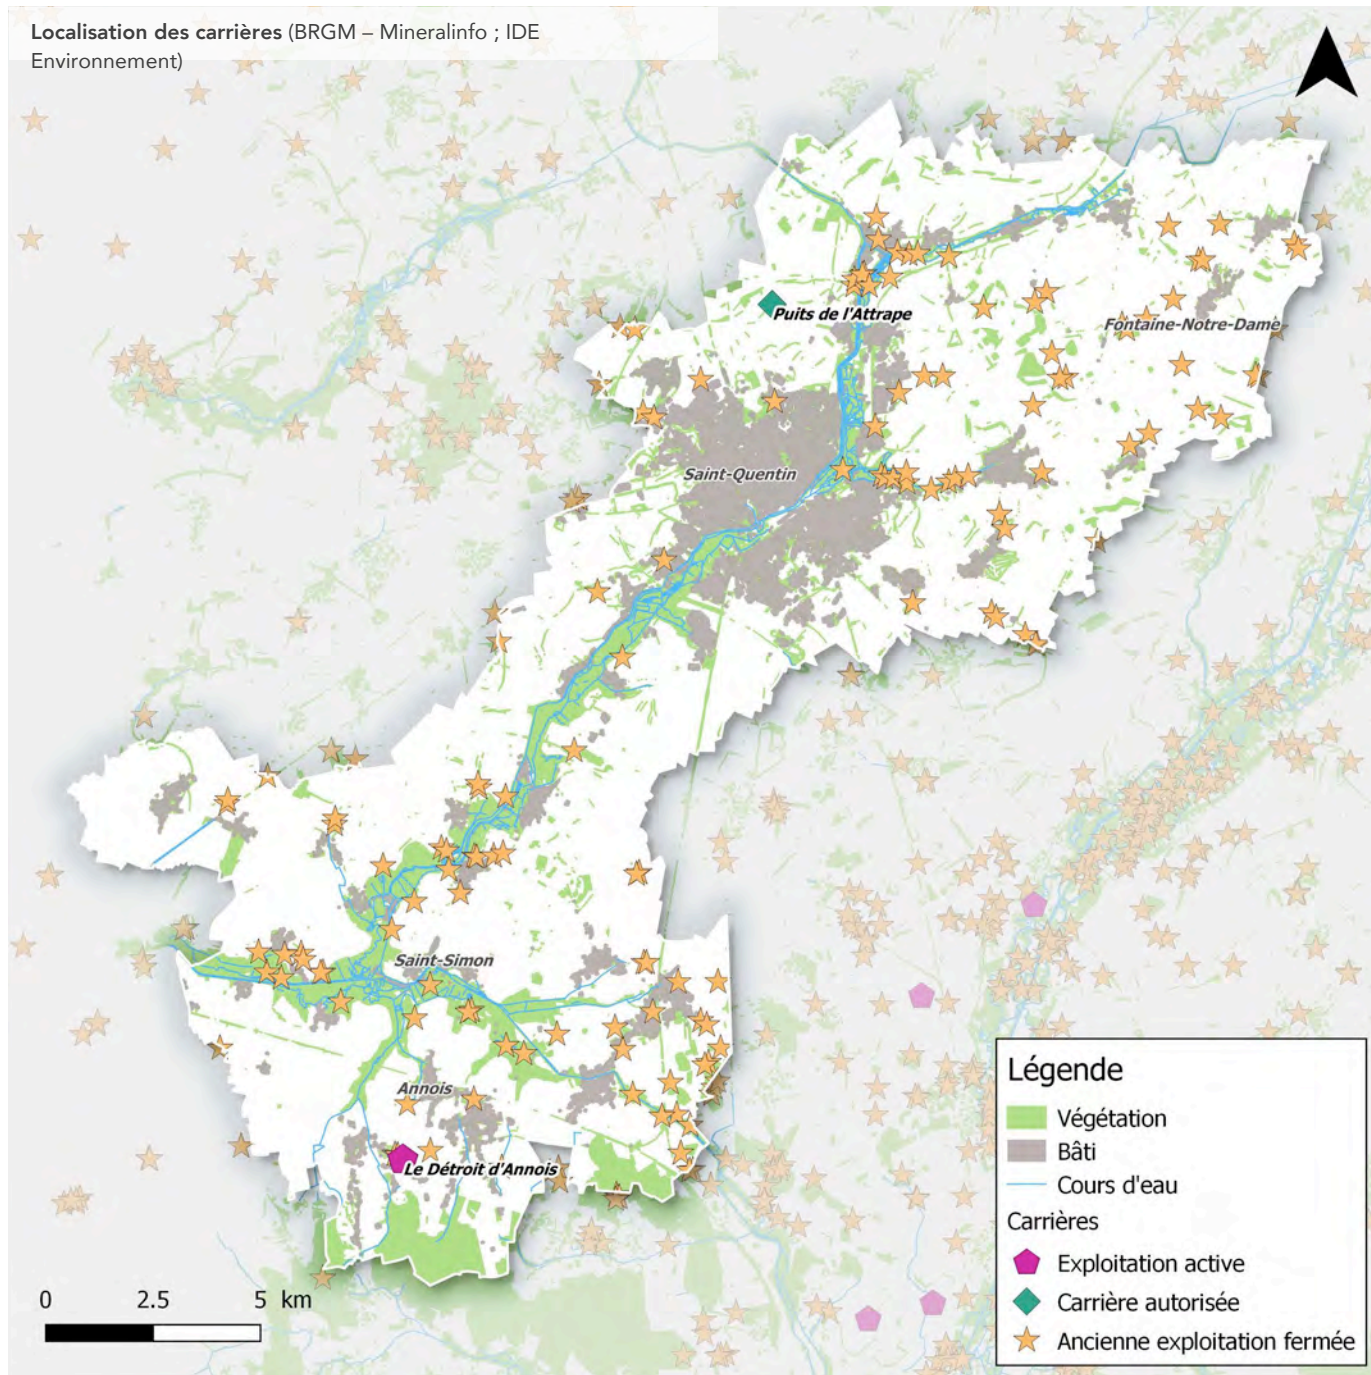 Localisation des carrières (BRGM – Mineralinfo ; IDE
Environnement)
Puits de l'Attrape
Fontaine-Notre-Dame
Saint-Quentin
Saint-Simon
Annois
Le Détroit d'Annois
Légende
Végétation
Bâti
Cours d'eau
Carrières
Exploitation active
Carrière autorisée
Ancienne exploitation fermée
0 2.5 5 km